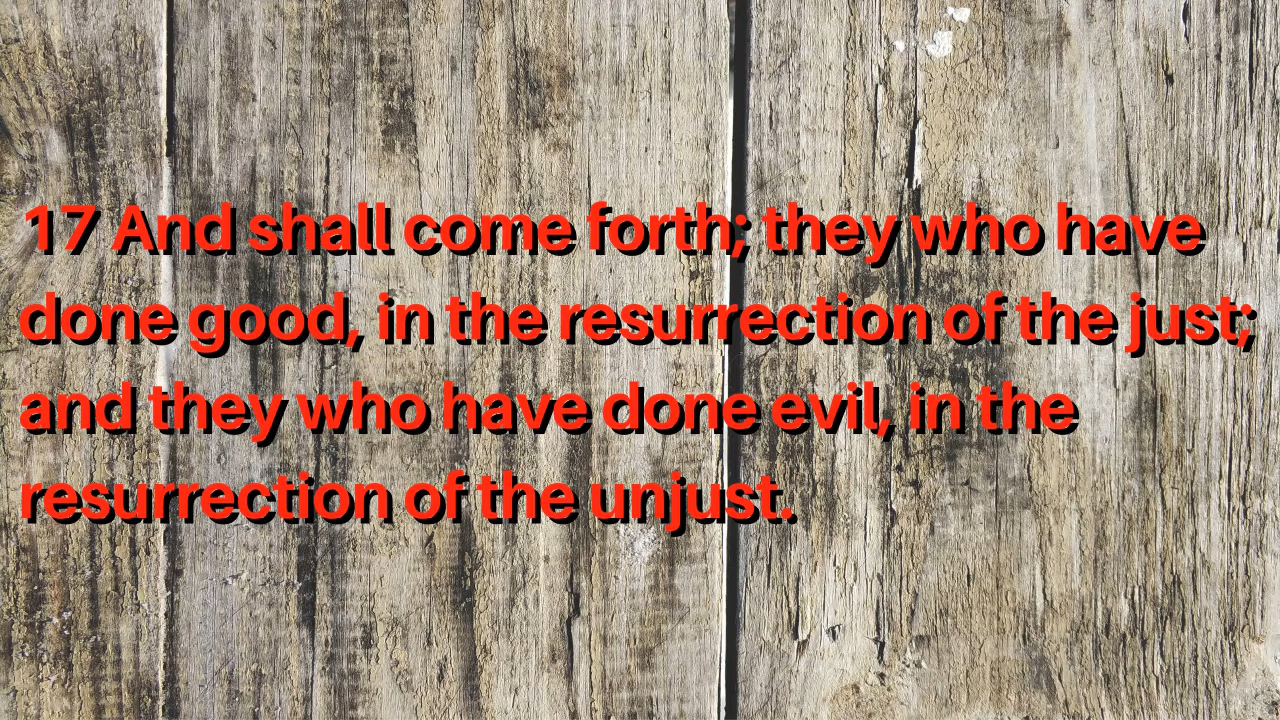 17 And shall come forth; they who have
done good, in the resurrection of the just;
and they who have done evil, in the
resurrection of the unjust.